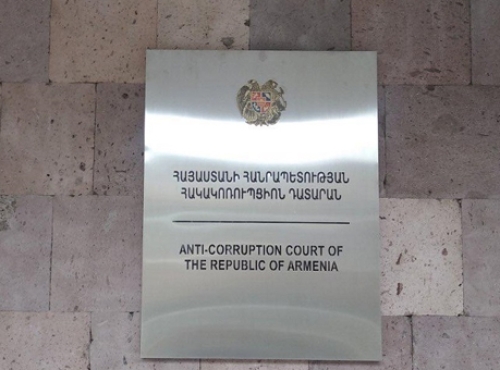 ՀԱՅԱՍՏԱՆԻ ՀԱՆՐԱՊԵՏՈՒԹՅԱՆ
ՀԱԿԱԿՈՌՈՒՊՑԻՈՆ ԴԱՏԱՐԱՆ
ANTI-CORRUPTION COURT OF
THE REPUBLIC OF ARMENIA